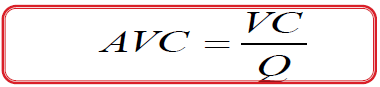 AVC = VC / Q